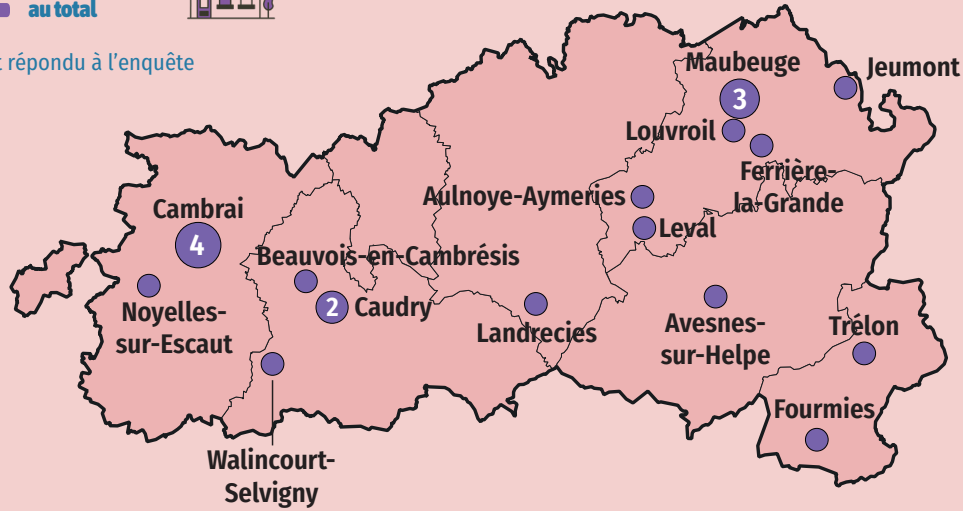 au total
t répondu à l'enquête
Maubeuge
3
Jeumont
Louvroil
Ferrière-
la-Grande
Aulnoye-Aymeries
Leval
Cambrai
4
Beauvois-en-Cambrésis
2 Caudry
Noyelles-
sur-Escaut
Landrecies
Avesnes-
sur-Helpe
Trélon
Fourmies
Walincourt-
Selvigny